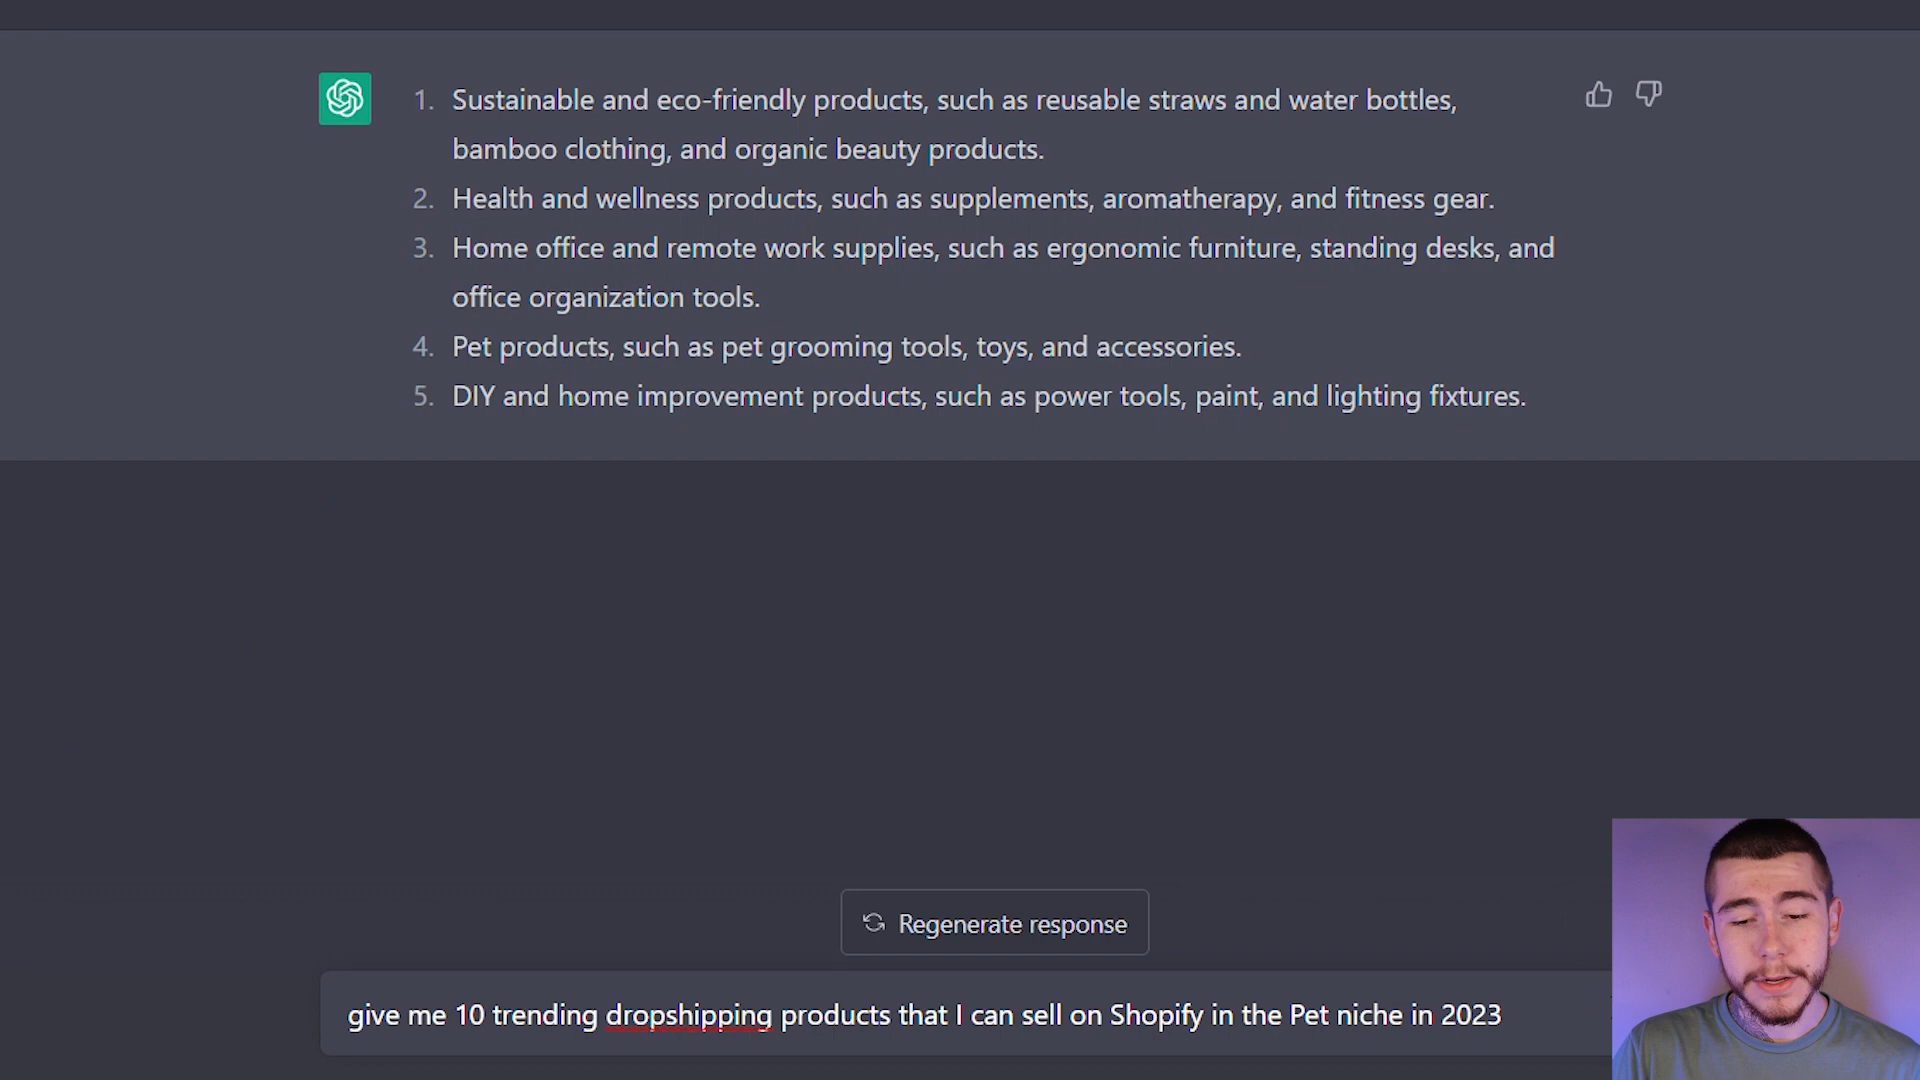 1. Sustainable and eco-friendly products, such as reusable straws and water bottles,
bamboo clothing, and organic beauty products.
2. Health and wellness products, such as supplements, aromatherapy, and fitness gear.
3. Home office and remote work supplies, such as ergonomic furniture, standing desks, and
office organization tools.
4. Pet products, such as pet grooming tools, toys, and accessories.
5. DIY and home improvement products, such as power tools, paint, and lighting fixtures.
Regenerate response
give me 10 trending dropshipping products that I can sell on Shopify in the Pet niche in 2023